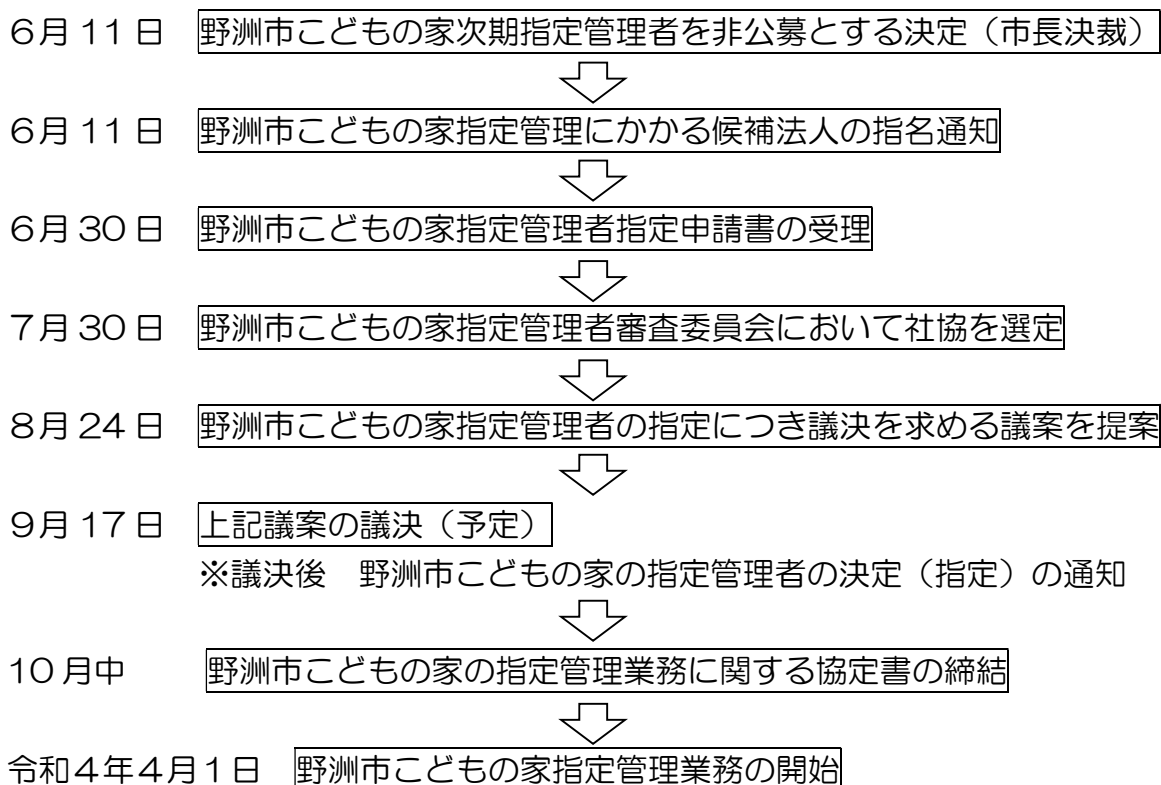 ６月11日　野洲市こどもの家次期指定管理者を非公募とする決定（市長決裁）
６月11日　野洲市こどもの家指定管理にかかる候補法人の指名通知
６月30日　野洲市こどもの家指定管理者指定申請書の受理
７月30日　野洲市こどもの家指定管理者審査委員会において社協を選定
８月24日　野洲市こどもの家指定管理者の指定につき議決を求める議案を提案
９月17日　上記議案の議決（予定）
※議決後　野洲市こどもの家の指定管理者の決定（指定）の通知
10月中　野洲市こどもの家の指定管理業務に関する協定書の締結
令和４年４月１日　野洲市こどもの家指定管理業務の開始